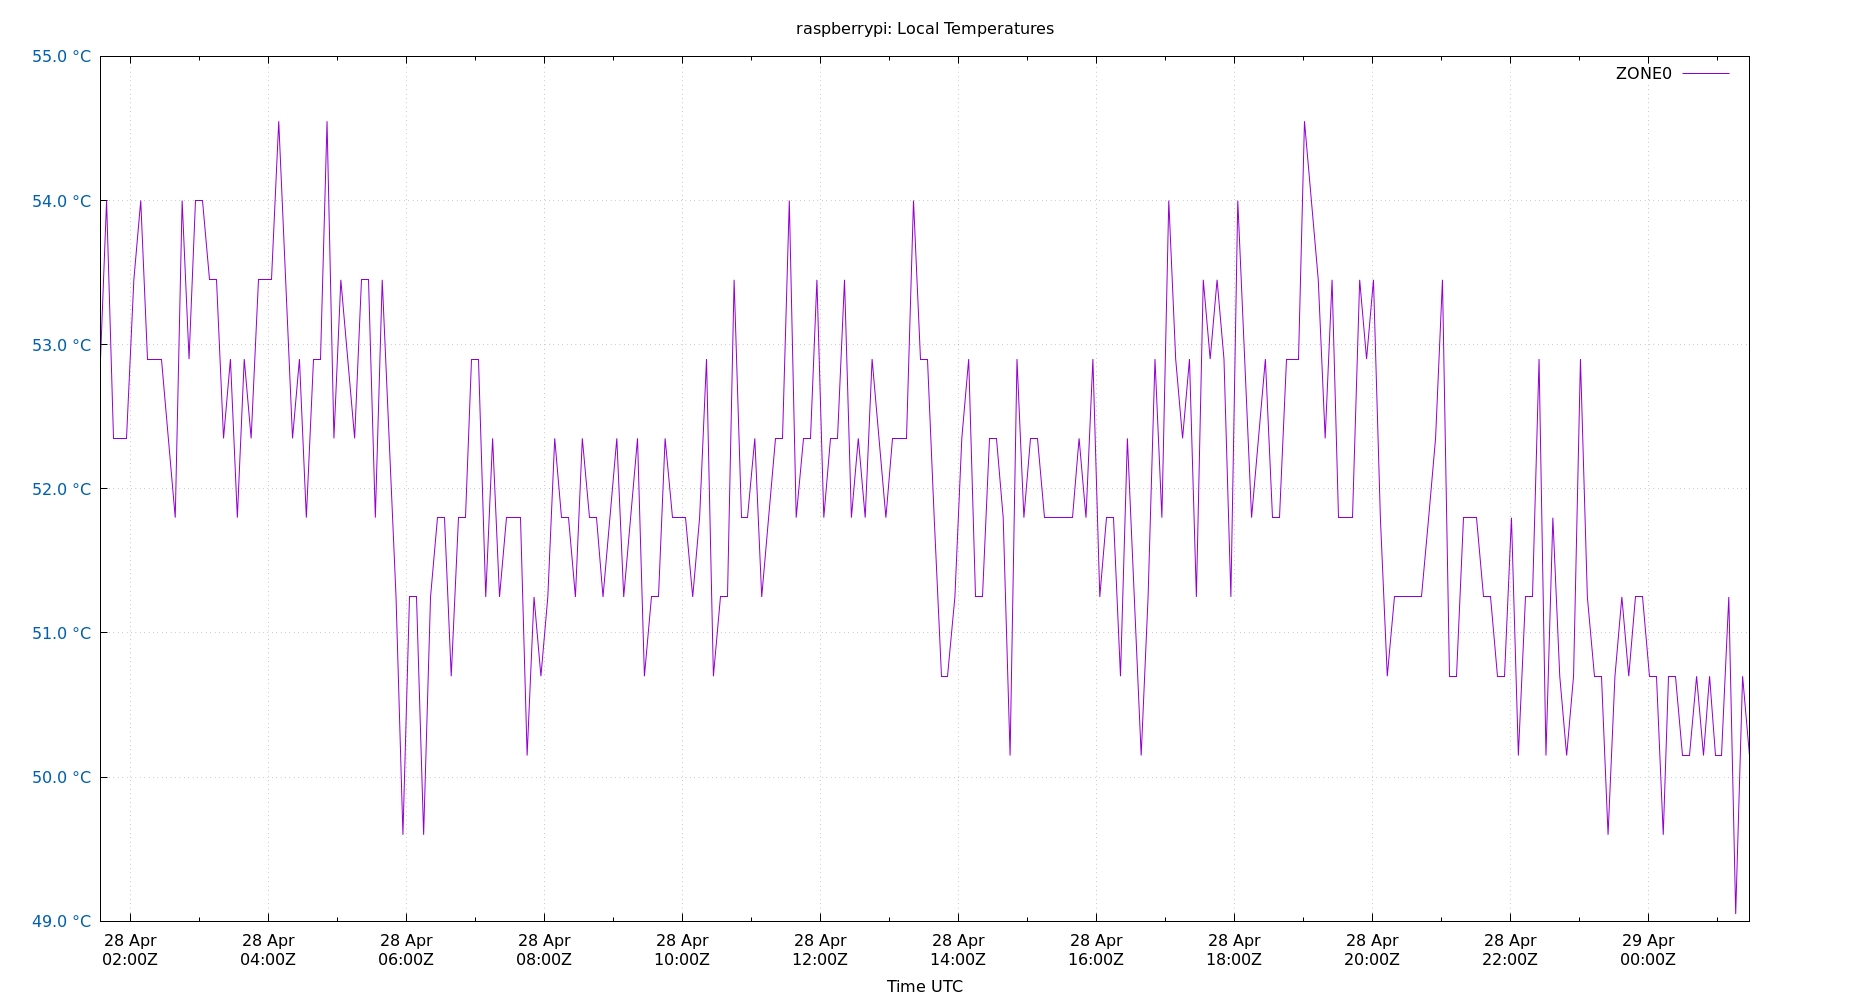 raspberrypi: Local Temperatures
55.0 °C
ZONE0
54.0 °C
53.0 °C
52.0 °C
51.0 °C
50.0 °C
49.0 °C
28 Apr 28 Apr 28 Apr 28 Apr 28 Apr 28 Apr 28 Apr 28 Apr 28 Apr 28 Apr 28 Apr 29 Apr
02:00Z 04:00Z 06:00Z 08:00Z 10:00Z 12:00Z 14:00Z 16:00Z 18:00Z 20:00Z 22:00Z 00:00Z
Time UTC